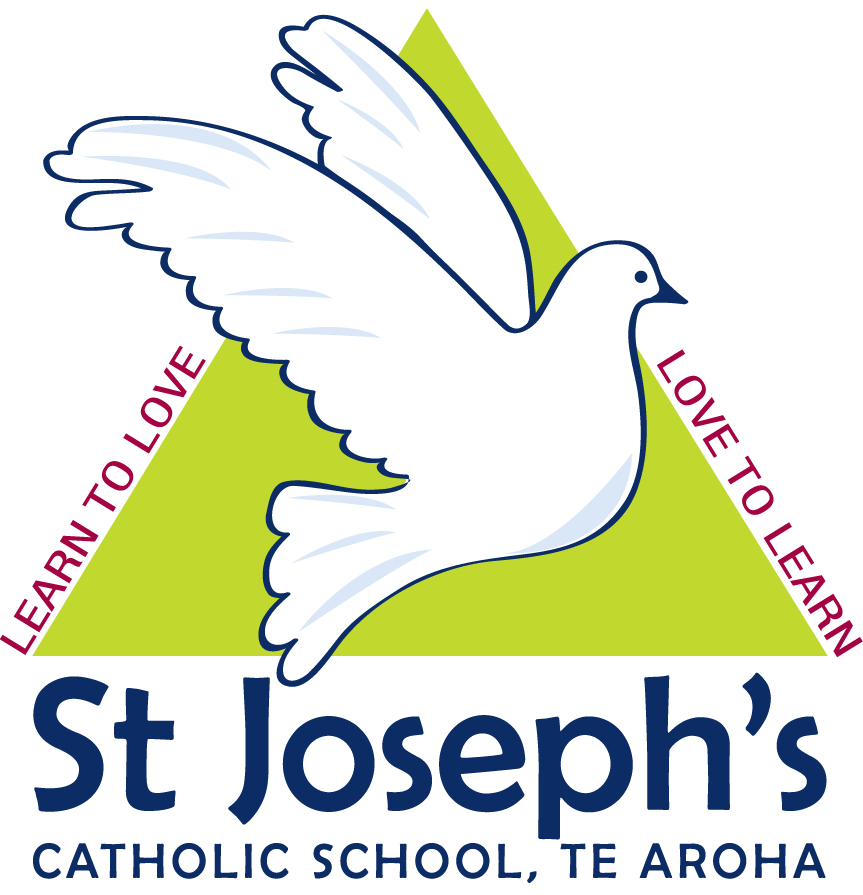 LEARN TO LOVE
LOVE TO LEARN
St Joseph's
CATHOLIC SCHOOL, TE AROHA